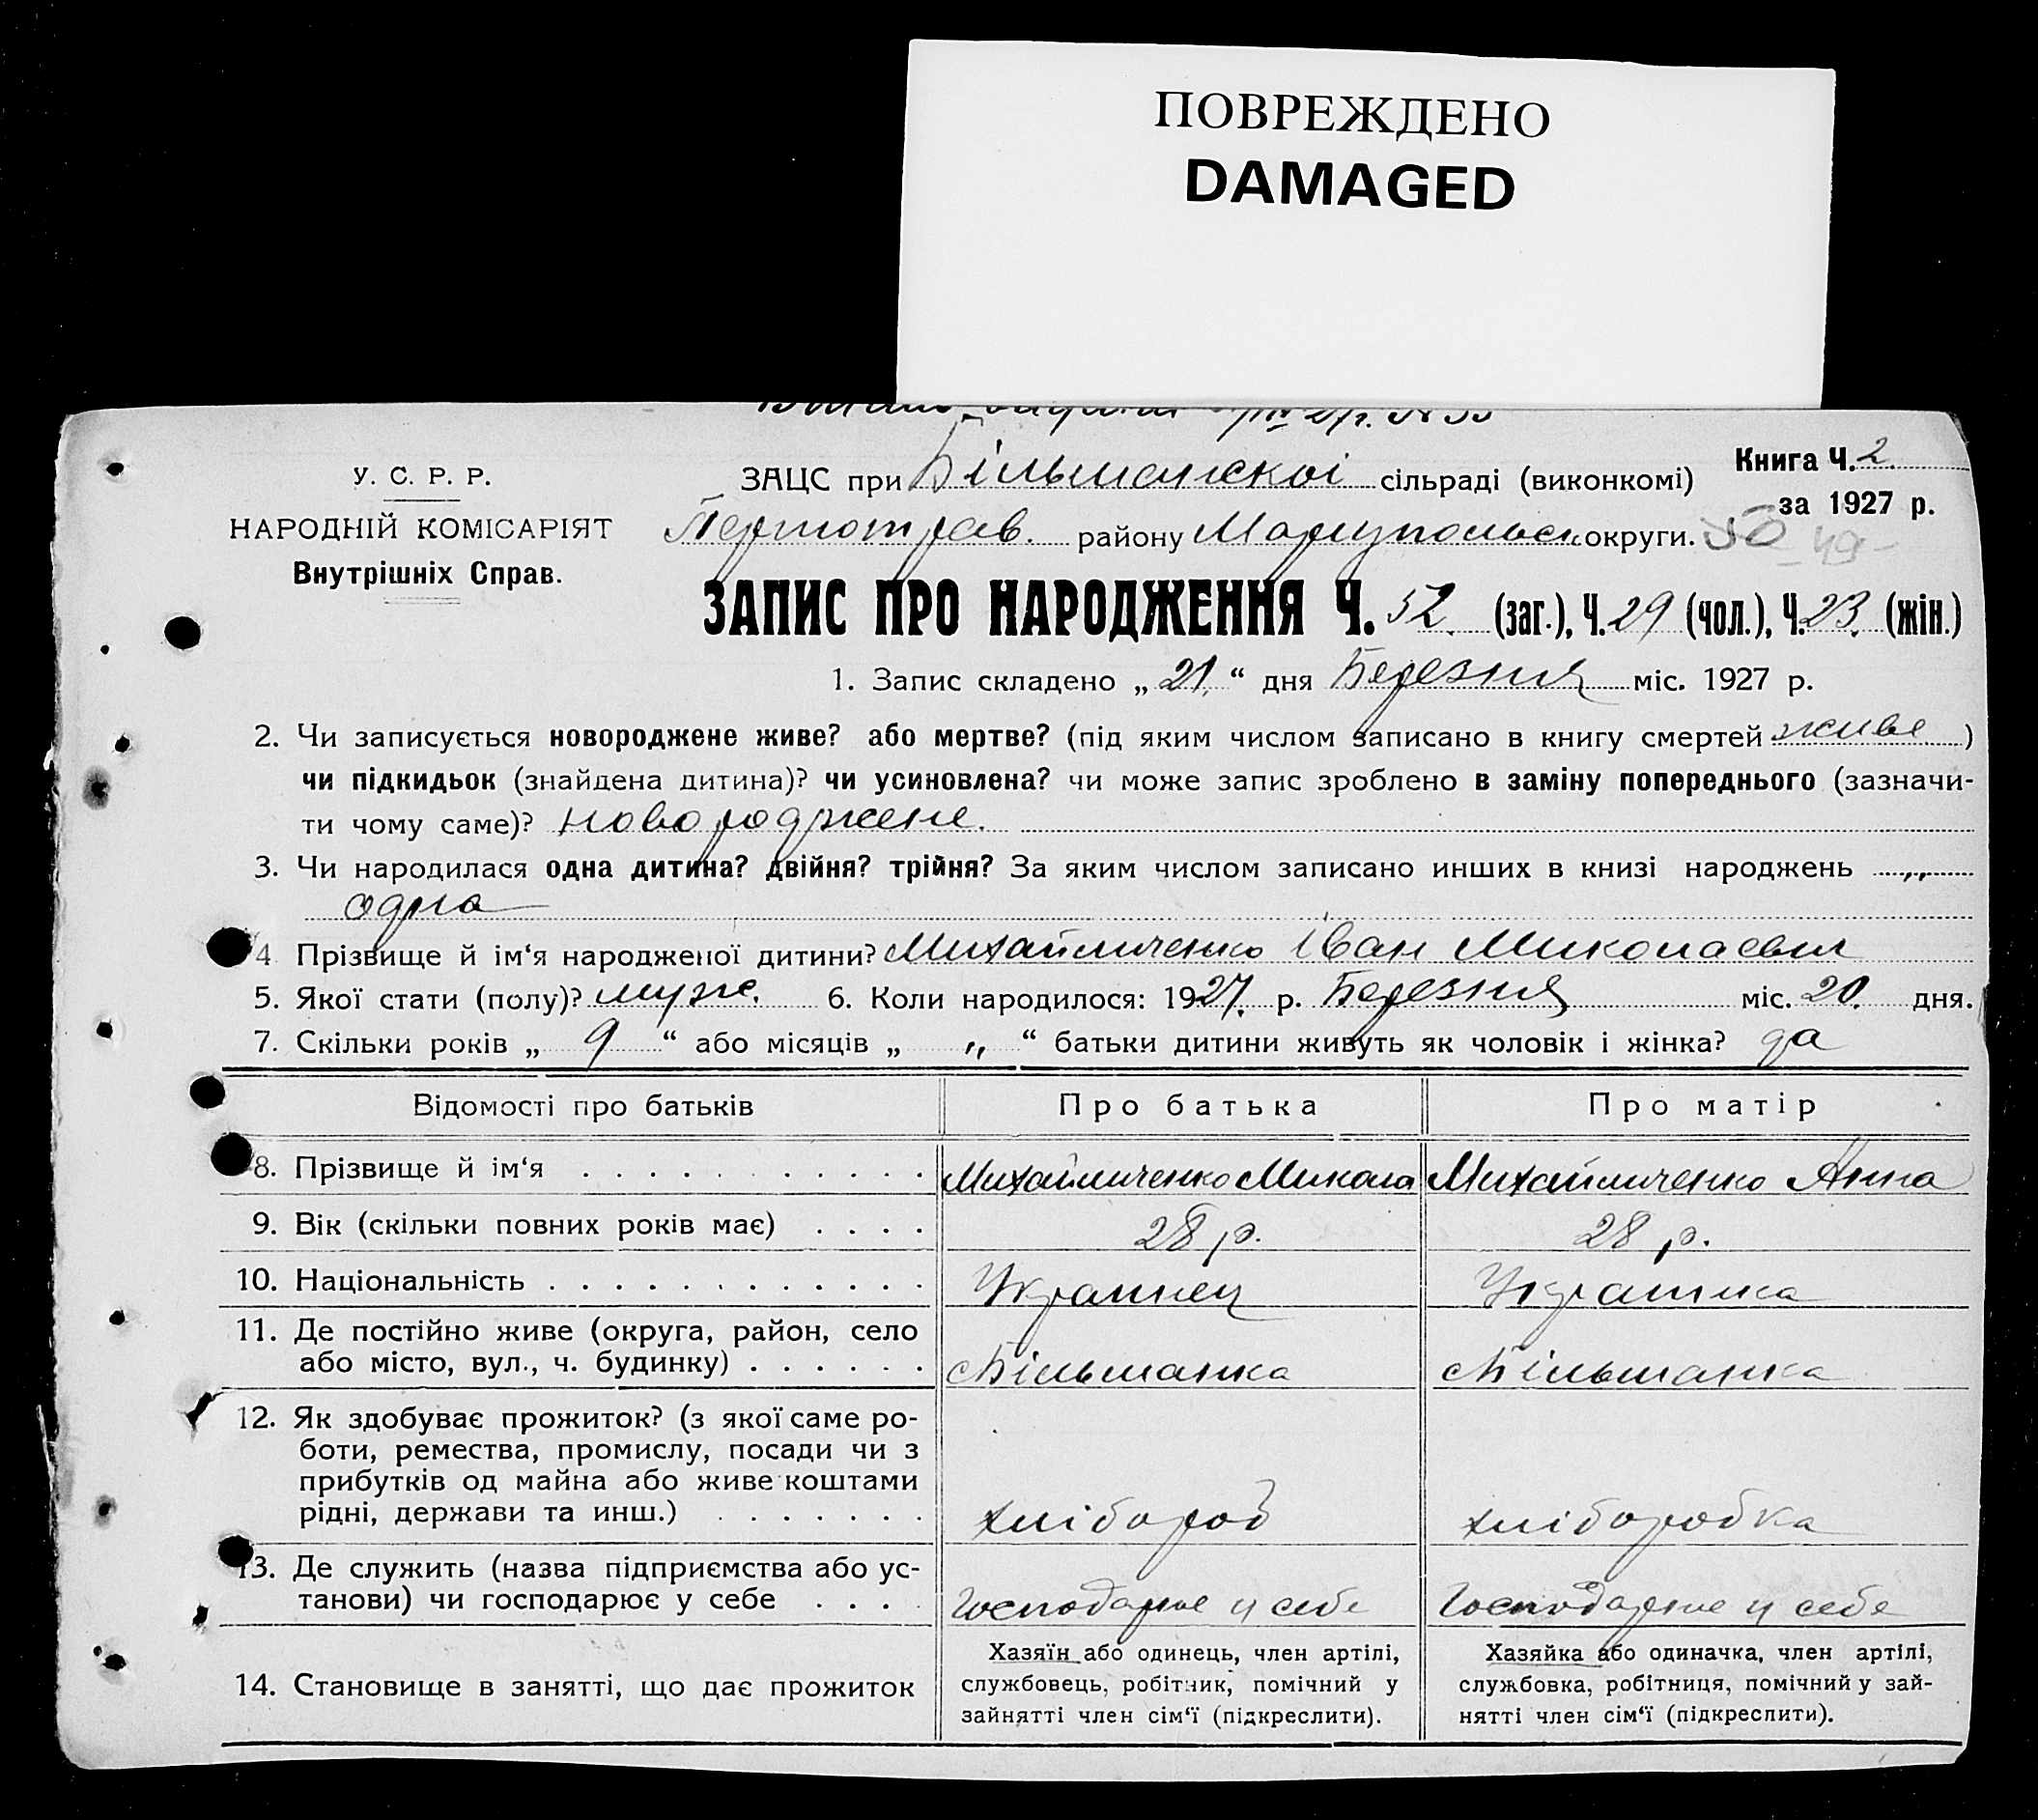 ПОВРЕЖДЕНО
DAMAGED
У. С. Р. Р.
НАРОДНІЙ КОМІСАРІЯТ
Внутрішніх Справ.
ЗАЦС при Більманскої сільраді (виконкомі)
Книга Ч. 2
за 1927 р.
району Маріупольськ округи. 50 49
ЗАПИС ПРО НАРОДЖЕННЯ Ч. 52 (заг.), Ч. 29 (чол.), Ч. 23. (жін.)
1. Запис складено „ 21. “ дня Березня міс. 1927 р.
2. Чи записується новороджене живе? або мертве? (під яким числом записано в книгу смертей живе )
чи підкидьок (знайдена дитина)? чи усиновлена? чи може запис зроблено в заміну попереднього (зазначи-
ти чому саме)? новороджене.
3. Чи народилася одна дитина? двійня? трійня? За яким числом записано инших в книзі народжень „
одна
4 Прізвище й ім‘я народженої дитини? Михайличенко Іван Миколаевич
5. Якої стати (полу)? муж. 6. Коли народилося: 1927. р. Березня міс. 20. дня.
7. Скільки років „ 9 “ або місяців „ „ “ батьки дитини живуть як чоловік і жінка? да
Відомості про батьків Про батька Про матір
8. Прізвище й ім‘я Михайличенко Микола Михайличенко Анна
9. Вік (скільки повних років має) 28 р. 28 р.
10. Національність Украинец Украинка
11. Де постійно живе (округа, район, село
або місто, вул., ч. будинку) с Більманка с Більманка
12. Як здобуває прожиток? (з якої саме ро-
боти, ремества, промислу, посади чи з
прибутків од майна або живе коштами
рідні, держави та инш.) хлібороб хліборобка
13. Де служить (назва підприємства або ус-
танови) чи господарює у себе Господарює у себе Господарює у себе
14. Становище в занятті, що дає прожиток
Хазяїн або одинець, член артілі,
службовець, робітник, помічний у
зайнятті член сім‘ї (підкреслити).
Хазяйка або одиначка, член артілі,
службовка, робітниця, помічний у зай-
нятті член сім‘ї (підкреслити).